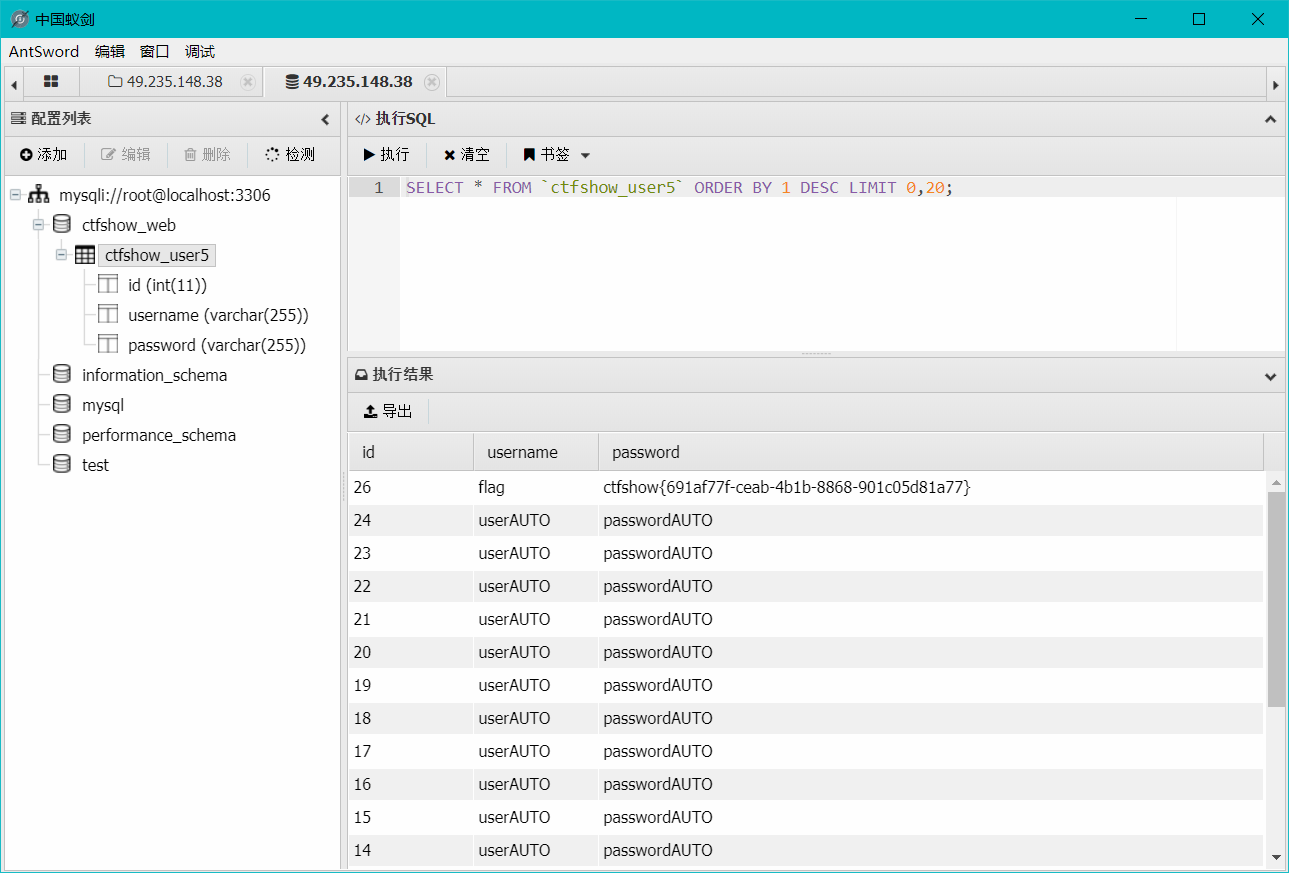 中国蚁剑
AntSword 编辑 窗口 调试
49.235.148.38 49.235.148.38
配置列表
添加 编辑 删除 检测
mysqli://root@localhost:3306
ctfshow_web
ctfshow_user5
id (int(11))
username (varchar(255))
password (varchar(255))
information_schema
mysql
performance_schema
test
</> 执行SQL
执行 清空 书签
1 SELECT * FROM `ctfshow_user5` ORDER BY 1 DESC LIMIT 0,20;
执行结果
导出
id username password
26 flag ctfshow{691af77f-ceab-4b1b-8868-901c05d81a77}
24 userAUTO passwordAUTO
23 userAUTO passwordAUTO
22 userAUTO passwordAUTO
21 userAUTO passwordAUTO
20 userAUTO passwordAUTO
19 userAUTO passwordAUTO
18 userAUTO passwordAUTO
17 userAUTO passwordAUTO
16 userAUTO passwordAUTO
15 userAUTO passwordAUTO
14 userAUTO passwordAUTO